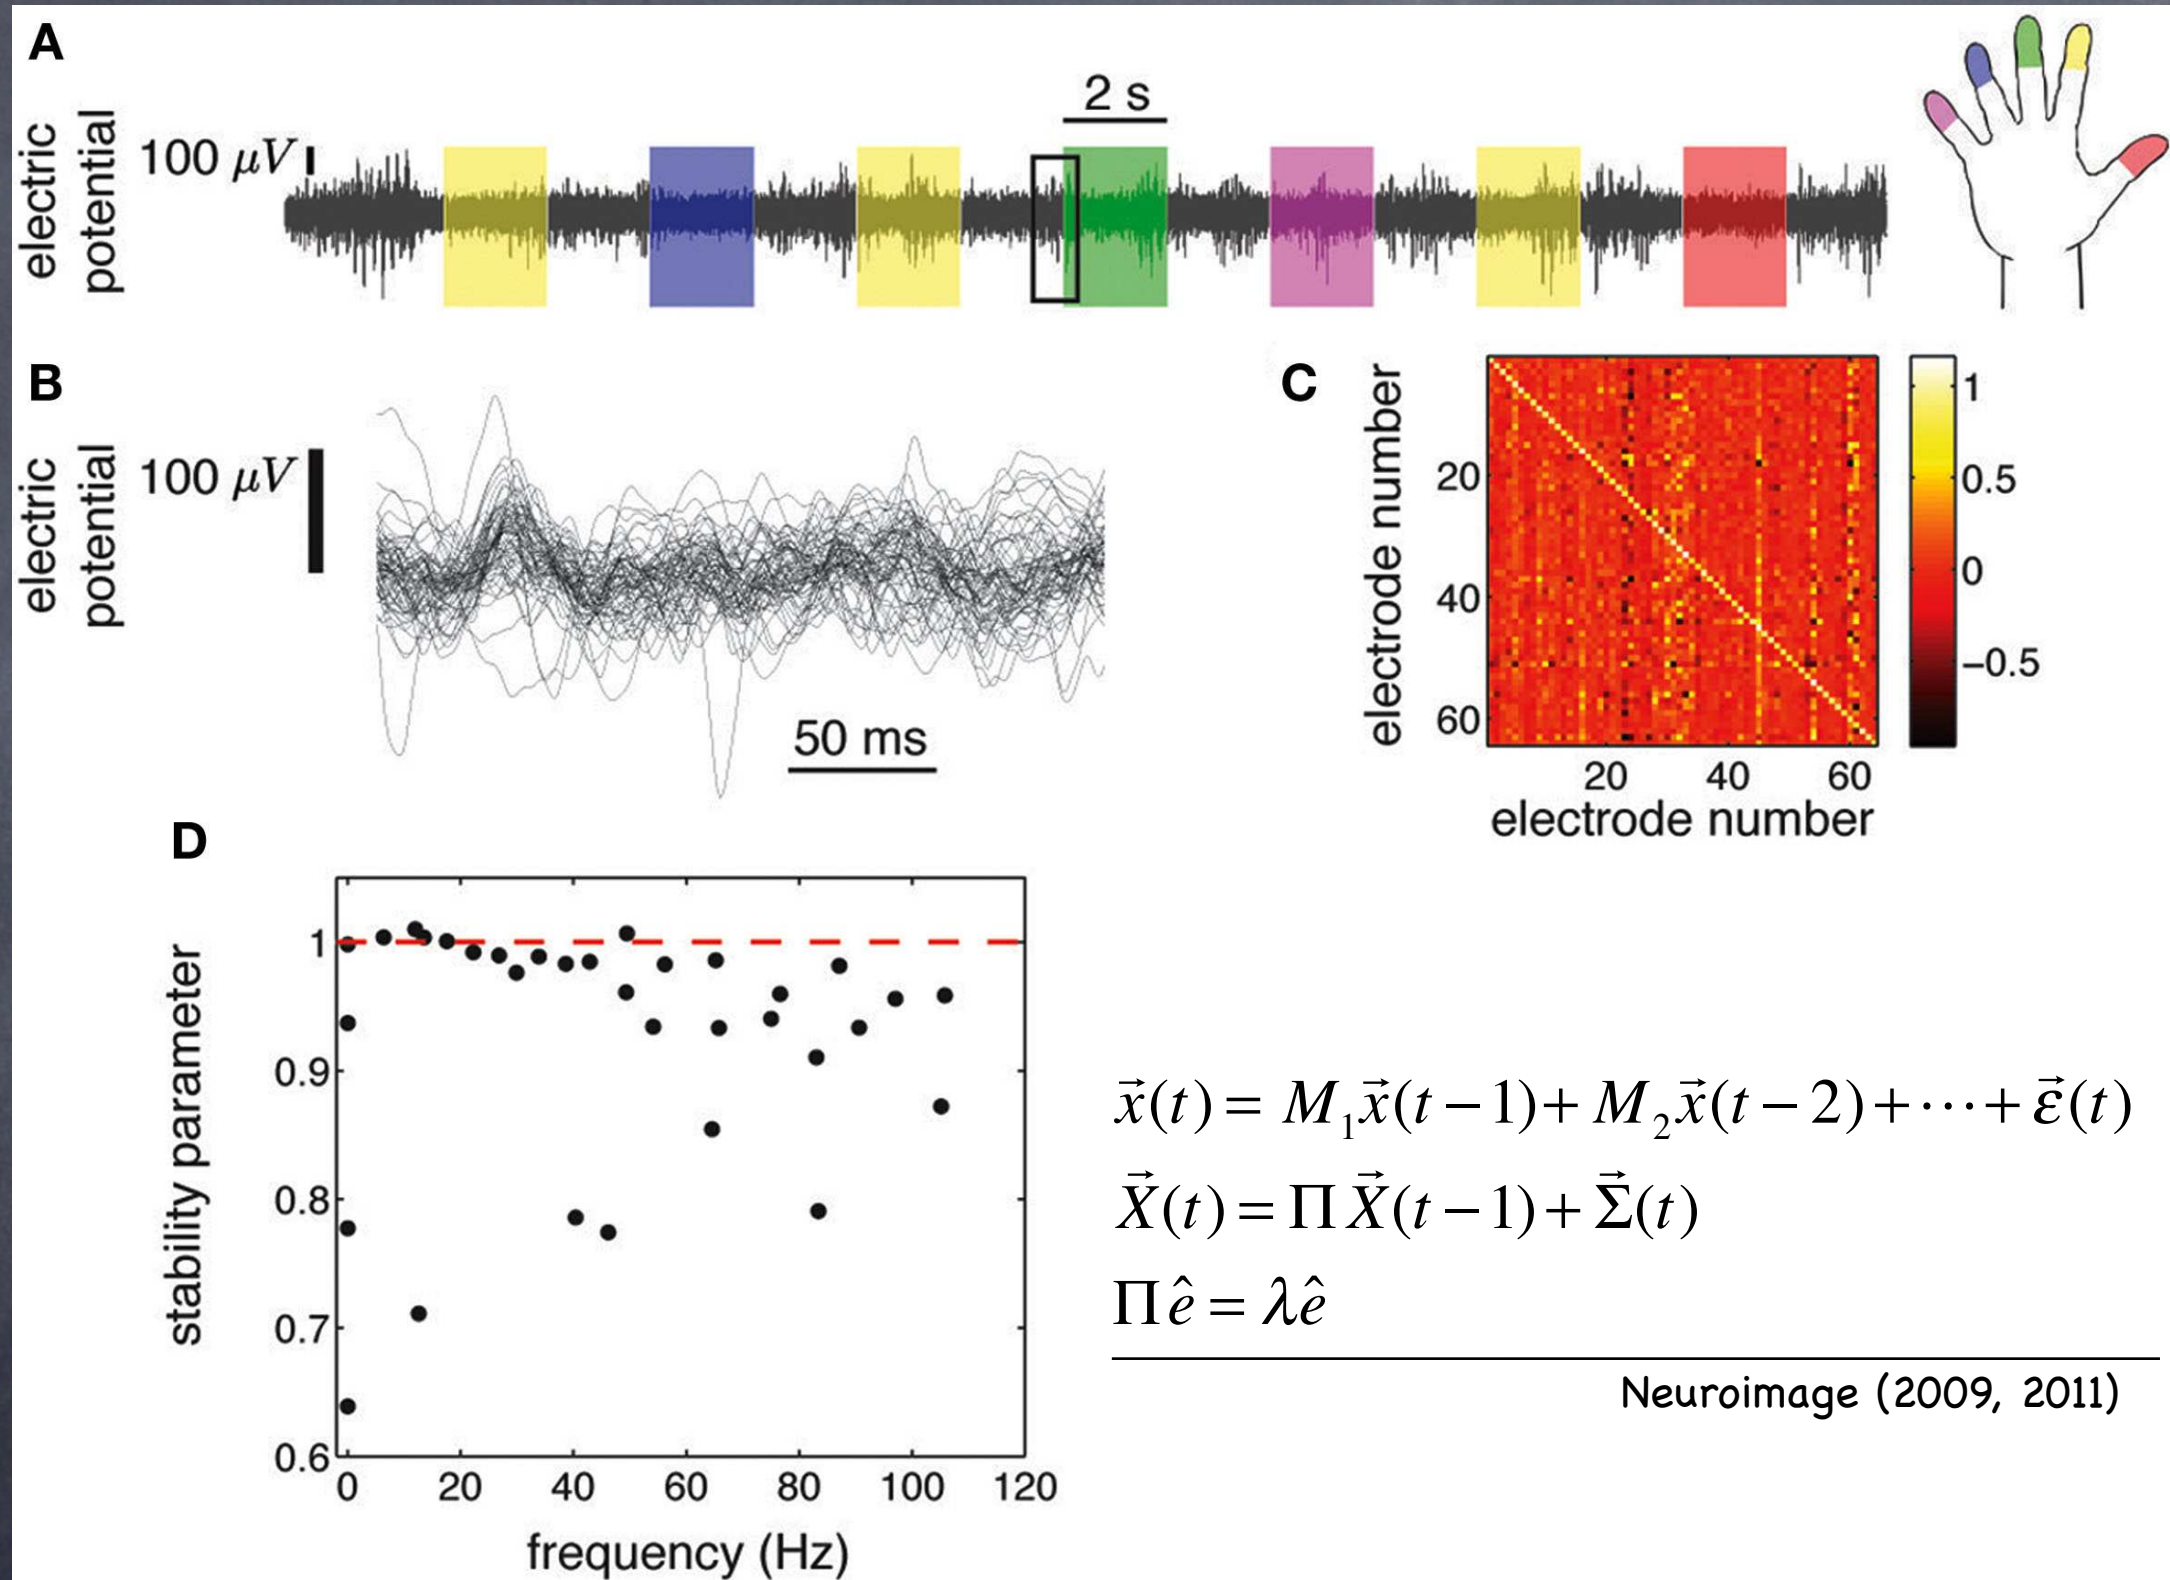 A
electric
potential
100 μV
2 s
B
electric
potential
100 μV
50 ms
C
electrode number
20
40
60
20 40 60
electrode number
1
0.5
0
−0.5
D
stability parameter
1
0.9
0.8
0.7
0.6
0 20 40 60 80 100 120
frequency (Hz)
x⃗(t) = M₁x⃗(t − 1) + M₂x⃗(t − 2) + ⋯ + ε⃗(t)
X⃗(t) = Π X⃗(t − 1) + Σ⃗(t)
Π ê = λê
Neuroimage (2009, 2011)